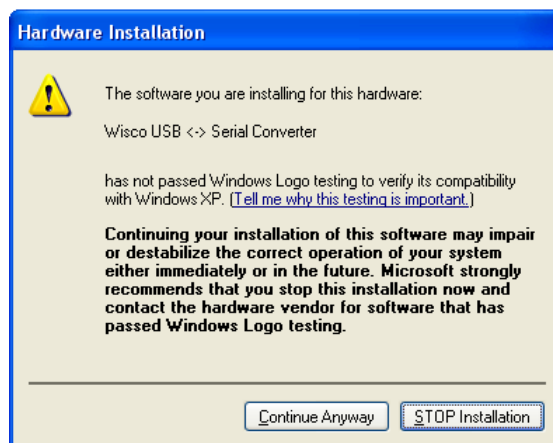 Hardware Installation
The software you are installing for this hardware:
Wisco USB <-> Serial Converter
has not passed Windows Logo testing to verify its compatibility
with Windows XP. (Tell me why this testing is important.)
Continuing your installation of this software may impair
or destabilize the correct operation of your system
either immediately or in the future. Microsoft strongly
recommends that you stop this installation now and
contact the hardware vendor for software that has
passed Windows Logo testing.
Continue Anyway
STOP Installation